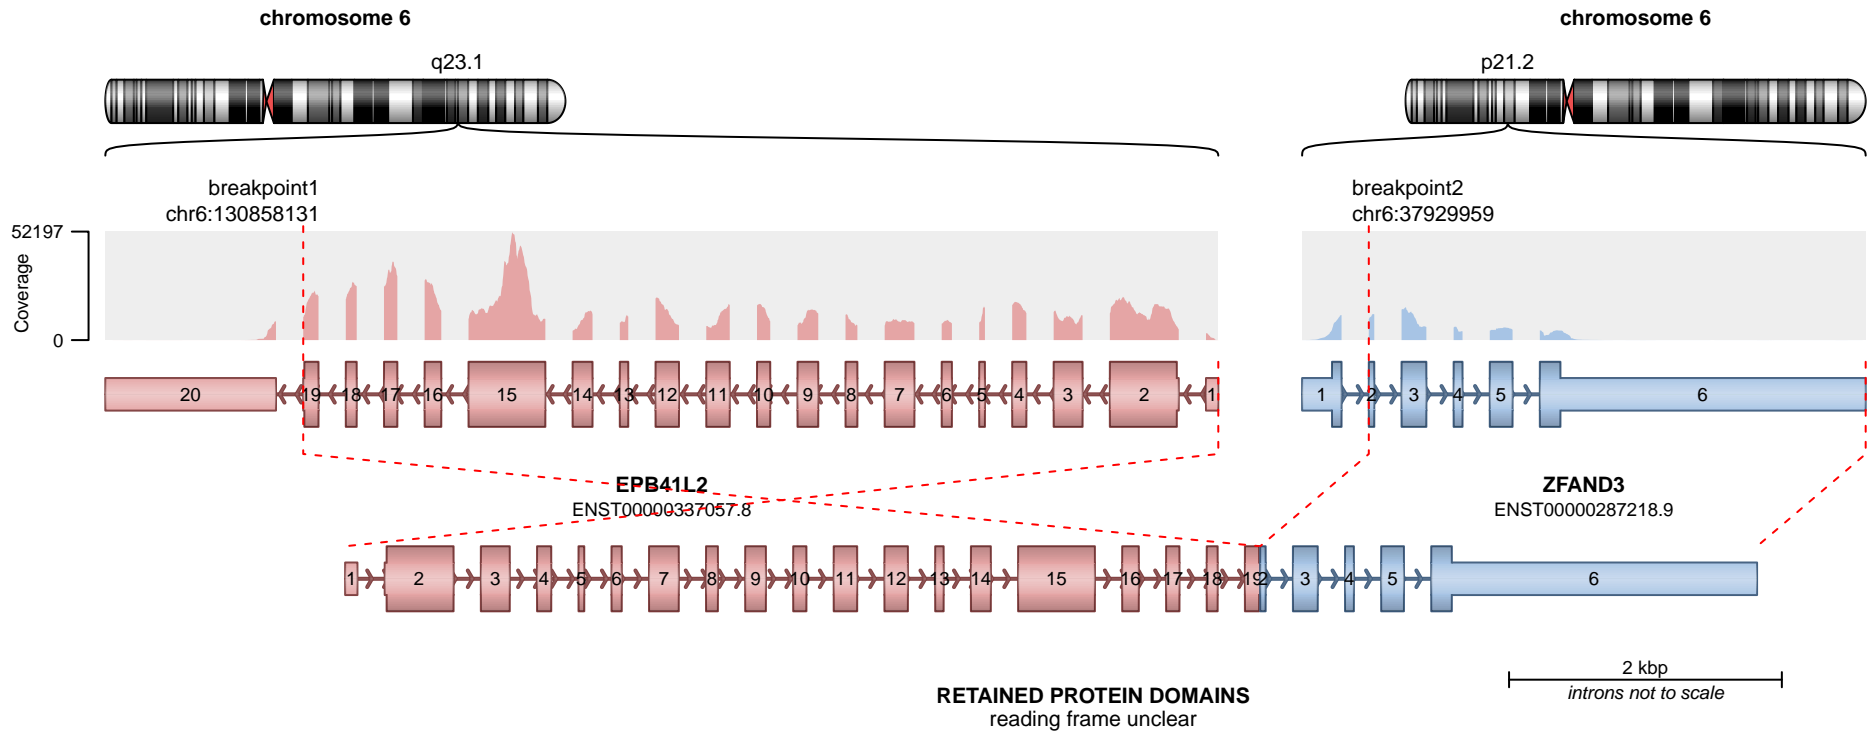 chromosome 6
chromosome 6
q23.1
p21.2
breakpoint1
chr6:130858131
breakpoint2
chr6:37929959
52197
Coverage
0
20 19 18 17 16 15 14 13 12 11 10 9 8 7 6 5 4 3 2 1
1 2 3 4 5 6
EPB41L2
ENST00000337057.8
ZFAND3
ENST00000287218.9
1 2 3 4 5 6 7 8 9 10 11 12 13 14 15 16 17 18 19 2 3 4 5 6
2 kbp
introns not to scale
RETAINED PROTEIN DOMAINS
reading frame unclear